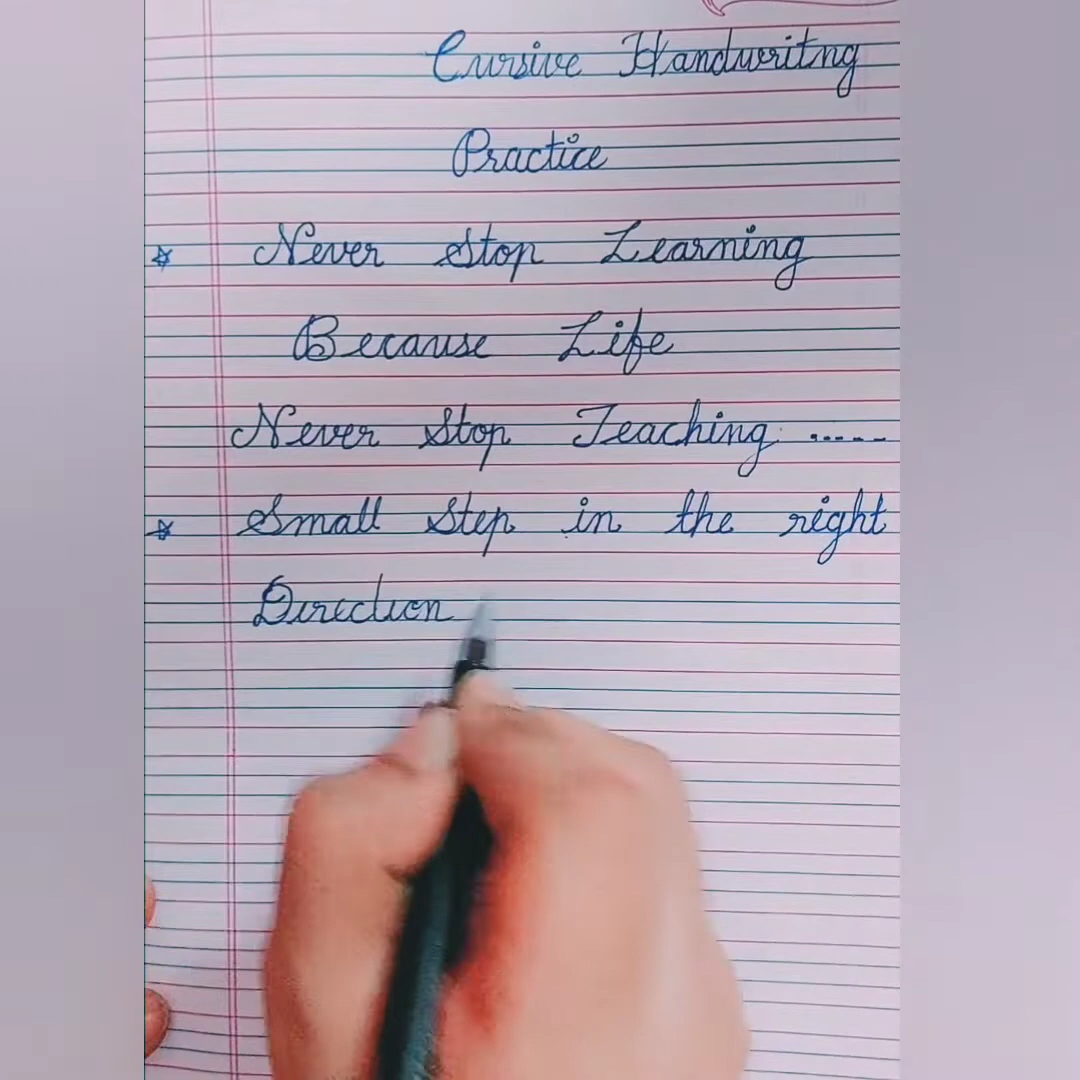 Cursive Handwritng
Practice
☆ Never Stop Learning
Because Life
Never Stop Teaching .....
☆ Small Step in the right
Direction